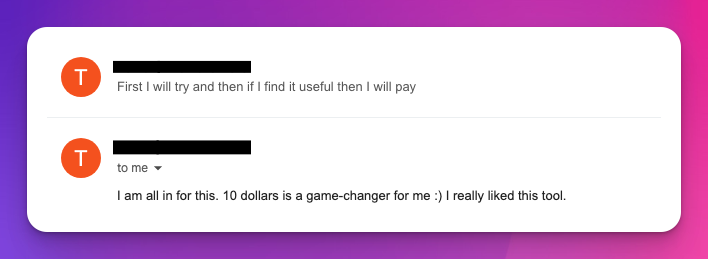 T
First I will try and then if I find it useful then I will pay
T
to me
I am all in for this. 10 dollars is a game-changer for me :) I really liked this tool.